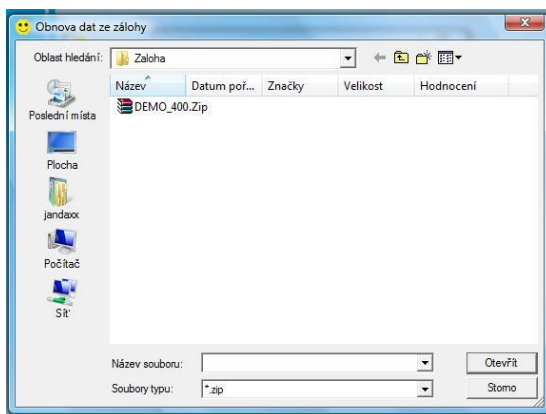 Obnova dat ze zálohy
Oblast hledání: Zaloha
Název Datum poř... Značky Velikost Hodnocení
DEMO_400.Zip
Poslední místa
Plocha
jandaxx
Počítač
Síť
Název souboru: Otevřít
Soubory typu: *.zip Storno